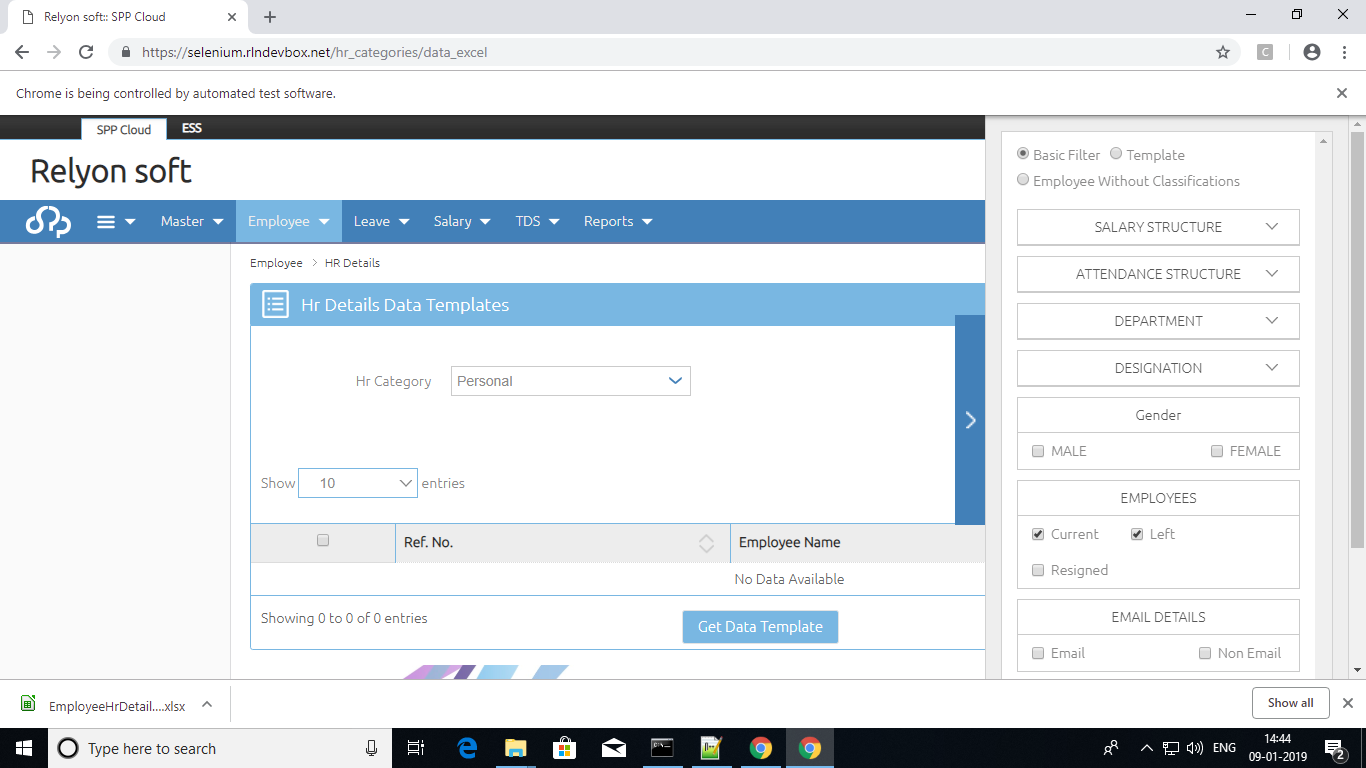 Relyon soft:: SPP Cloud
https://selenium.rlndevbox.net/hr_categories/data_excel
C
Chrome is being controlled by automated test software.
SPP Cloud ESS
Relyon soft
Master Employee Leave Salary TDS Reports
Employee > HR Details
Hr Details Data Templates
Hr Category Personal
Show 10 entries
Ref. No. Employee Name
No Data Available
Showing 0 to 0 of 0 entries
Get Data Template
Basic Filter Template
Employee Without Classifications
SALARY STRUCTURE
ATTENDANCE STRUCTURE
DEPARTMENT
DESIGNATION
Gender
MALE FEMALE
EMPLOYEES
Current Left
Resigned
EMAIL DETAILS
Email Non Email
EmployeeHrDetail....xlsx
Show all
Type here to search
ENG
14:44
09-01-2019
2